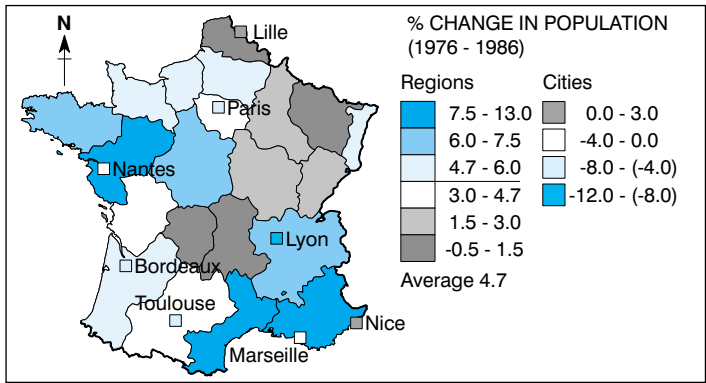 N
Lille
Paris
Nantes
Lyon
Bordeaux
Toulouse
Nice
Marseille
% CHANGE IN POPULATION
(1976 - 1986)
Regions
7.5 - 13.0
6.0 - 7.5
4.7 - 6.0
3.0 - 4.7
1.5 - 3.0
-0.5 - 1.5
Average 4.7
Cities
0.0 - 3.0
-4.0 - 0.0
-8.0 - (-4.0)
-12.0 - (-8.0)